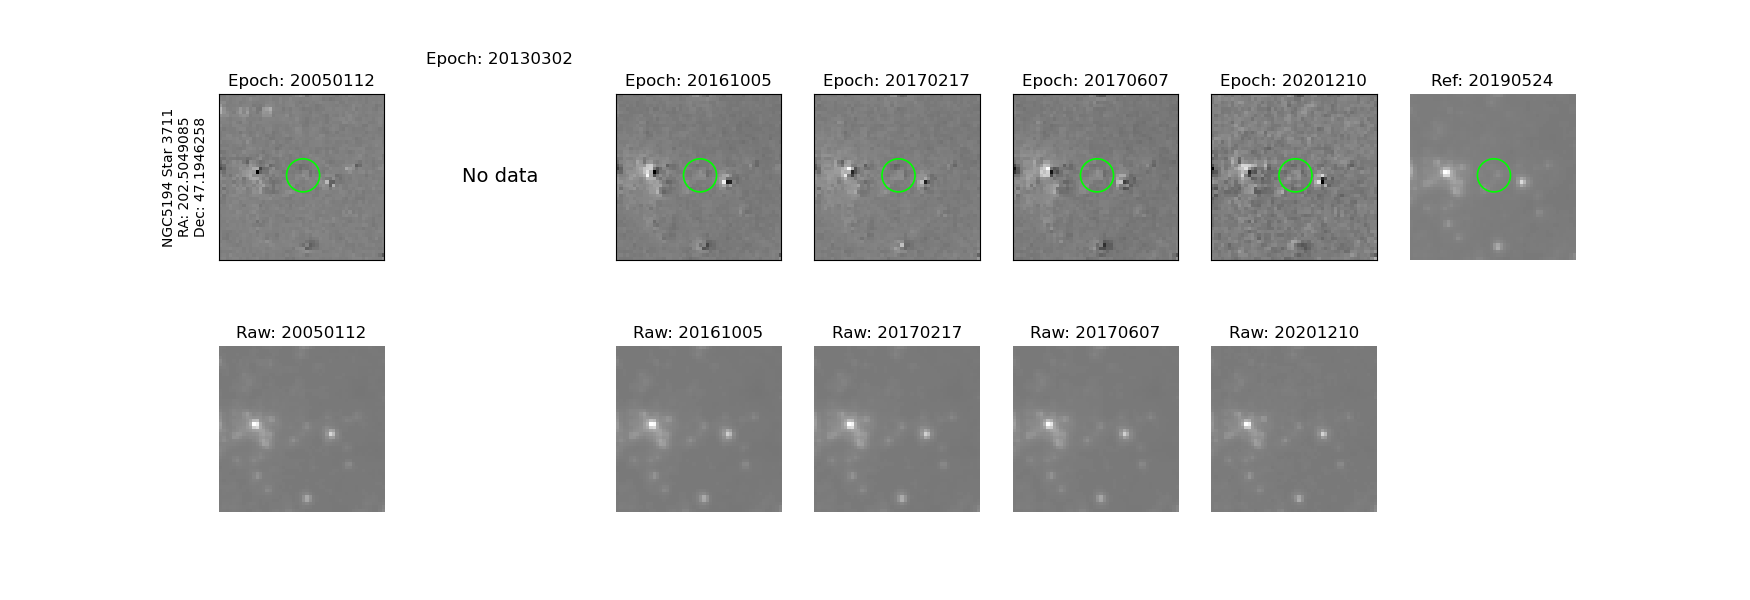 Epoch: 20130302
Epoch: 20050112
Epoch: 20161005
Epoch: 20170217
Epoch: 20170607
Epoch: 20201210
Ref: 20190524
NGC5194 Star 3711
RA: 202.5049085
Dec: 47.1946258
No data
Raw: 20050112
Raw: 20161005
Raw: 20170217
Raw: 20170607
Raw: 20201210